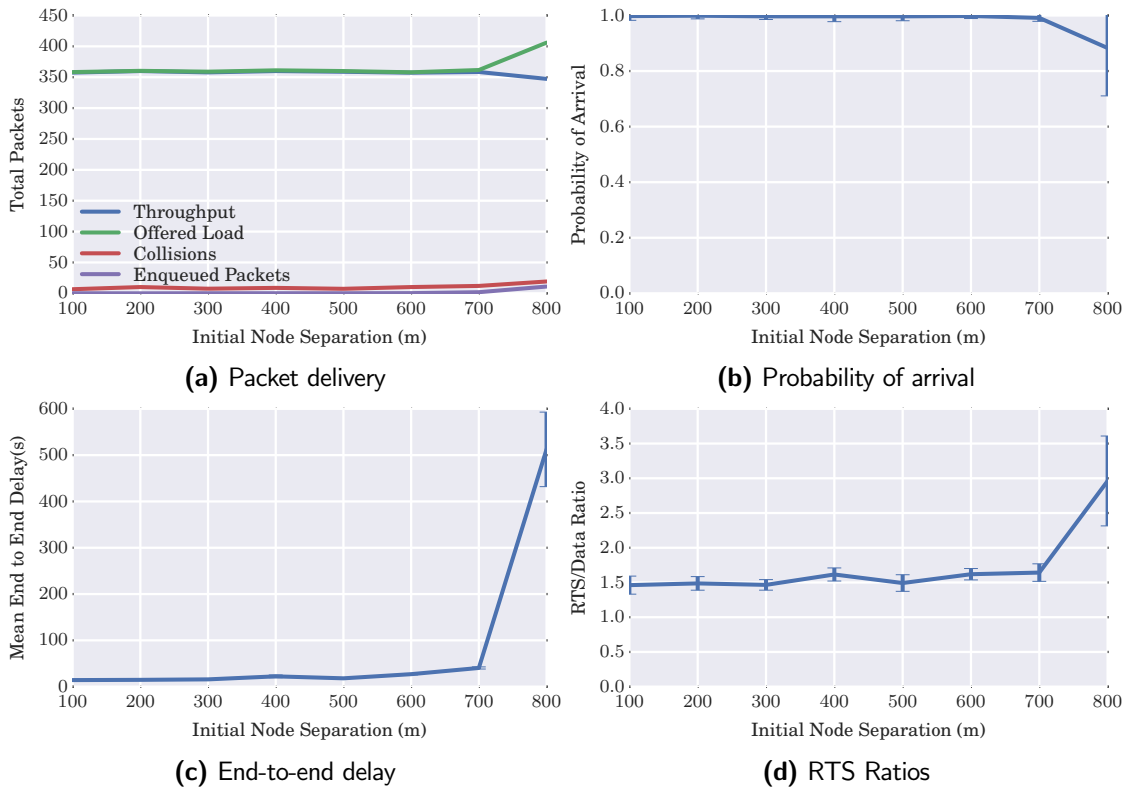 450
400
350
300
250
200
150
100
50
0
Total Packets
Throughput
Offered Load
Collisions
Enqueued Packets
100 200 300 400 500 600 700 800
Initial Node Separation (m)
(a) Packet delivery
1.0
0.8
0.6
0.4
0.2
0.0
Probability of Arrival
100 200 300 400 500 600 700 800
Initial Node Separation (m)
(b) Probability of arrival
600
500
400
300
200
100
0
Mean End to End Delay(s)
100 200 300 400 500 600 700 800
Initial Node Separation (m)
(c) End-to-end delay
4.0
3.5
3.0
2.5
2.0
1.5
1.0
0.5
0.0
RTS/Data Ratio
100 200 300 400 500 600 700 800
Initial Node Separation (m)
(d) RTS Ratios